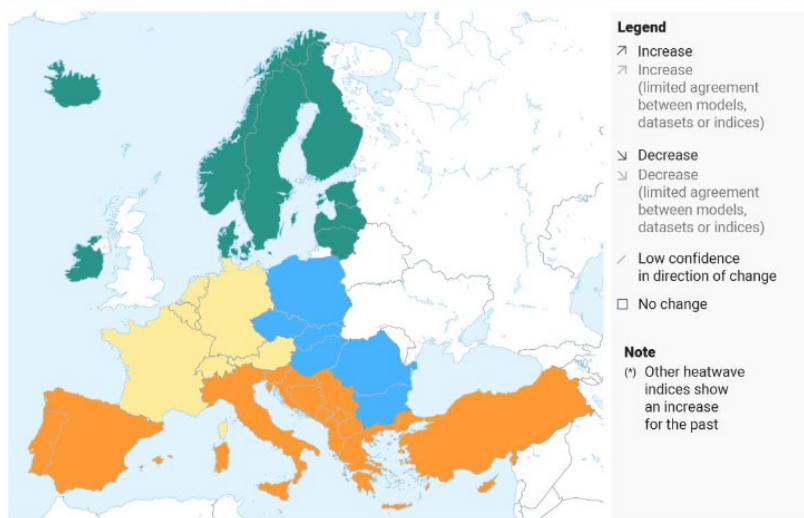 Legend
Increase
Increase
(limited agreement
between models,
datasets or indices)
Decrease
Decrease
(limited agreement
between models,
datasets or indices)
Low confidence
in direction of change
No change
Note
(*) Other heatwave
indices show
an increase
for the past